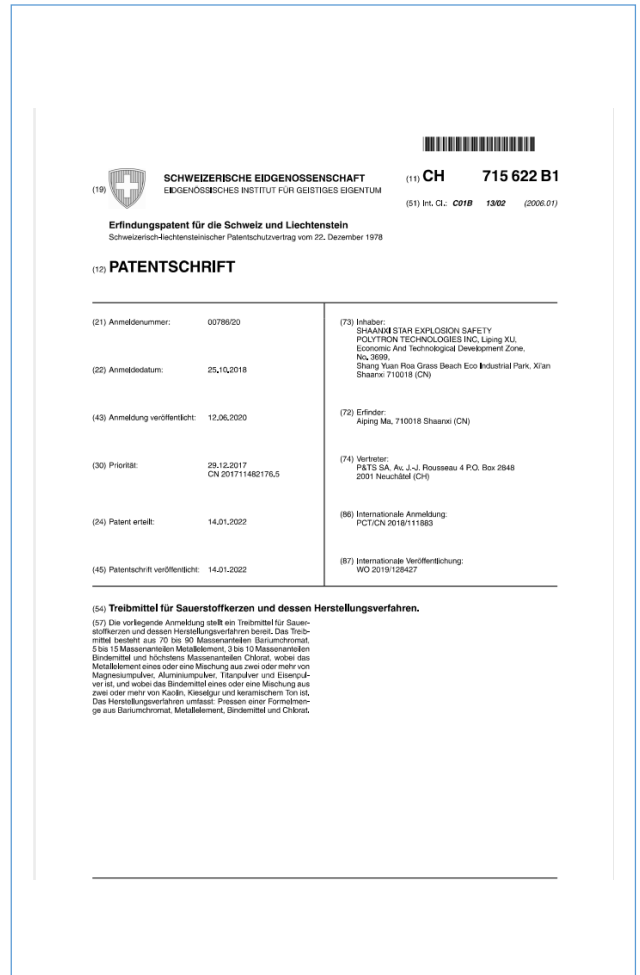 (19)
SCHWEIZERISCHE EIDGENOSSENSCHAFT
EIDGENÖSSISCHES INSTITUT FÜR GEISTIGES EIGENTUM
(11) CH 715 622 B1
(51) Int. Cl.: C01B 13/02 (2006.01)
Erfindungspatent für die Schweiz und Liechtenstein
Schweizerisch-liechtensteinischer Patentschutzvertrag vom 22. Dezember 1978
(12) PATENTSCHRIFT
(21) Anmeldenummer: 00786/20
(22) Anmeldedatum: 25.10.2018
(43) Anmeldung veröffentlicht: 12.06.2020
(30) Priorität: 29.12.2017
CN 201711482176.5
(24) Patent erteilt: 14.01.2022
(45) Patentschrift veröffentlicht: 14.01.2022
(73) Inhaber:
SHAANXI STAR EXPLOSION SAFETY
POLYTRON TECHNOLOGIES INC, Liping XU,
Economic And Technological Development Zone,
No. 3699,
Shang Yuan Roa Grass Beach Eco Industrial Park, Xi'an
Shaanxi 710018 (CN)
(72) Erfinder:
Aiping Ma, 710018 Shaanxi (CN)
(74) Vertreter:
P&TS SA, Av. J.-J. Rousseau 4 P.O. Box 2848
2001 Neuchâtel (CH)
(86) Internationale Anmeldung:
PCT/CN 2018/111883
(87) Internationale Veröffentlichung:
WO 2019/128427
(54) Treibmittel für Sauerstoffkerzen und dessen Herstellungsverfahren.
(57) Die vorliegende Anmeldung stellt ein Treibmittel für Sauer-
stoffkerzen und dessen Herstellungsverfahren bereit. Das Treib-
mittel besteht aus 70 bis 90 Massenanteilen Bariumchromat,
5 bis 15 Massenanteilen Metallelement, 3 bis 10 Massenanteilen
Bindemittel und höchstens Massenanteilen Chlorat, wobei das
Metallelement eines oder eine Mischung aus zwei oder mehr von
Magnesiumpulver, Aluminiumpulver, Titanpulver und Eisenpul-
ver ist, und wobei das Bindemittel eines oder eine Mischung aus
zwei oder mehr von Kaolin, Kieselgur und keramischem Ton ist.
Das Herstellungsverfahren umfasst: Pressen einer Formelmen-
ge aus Bariumchromat, Metallelement, Bindemittel und Chlorat.